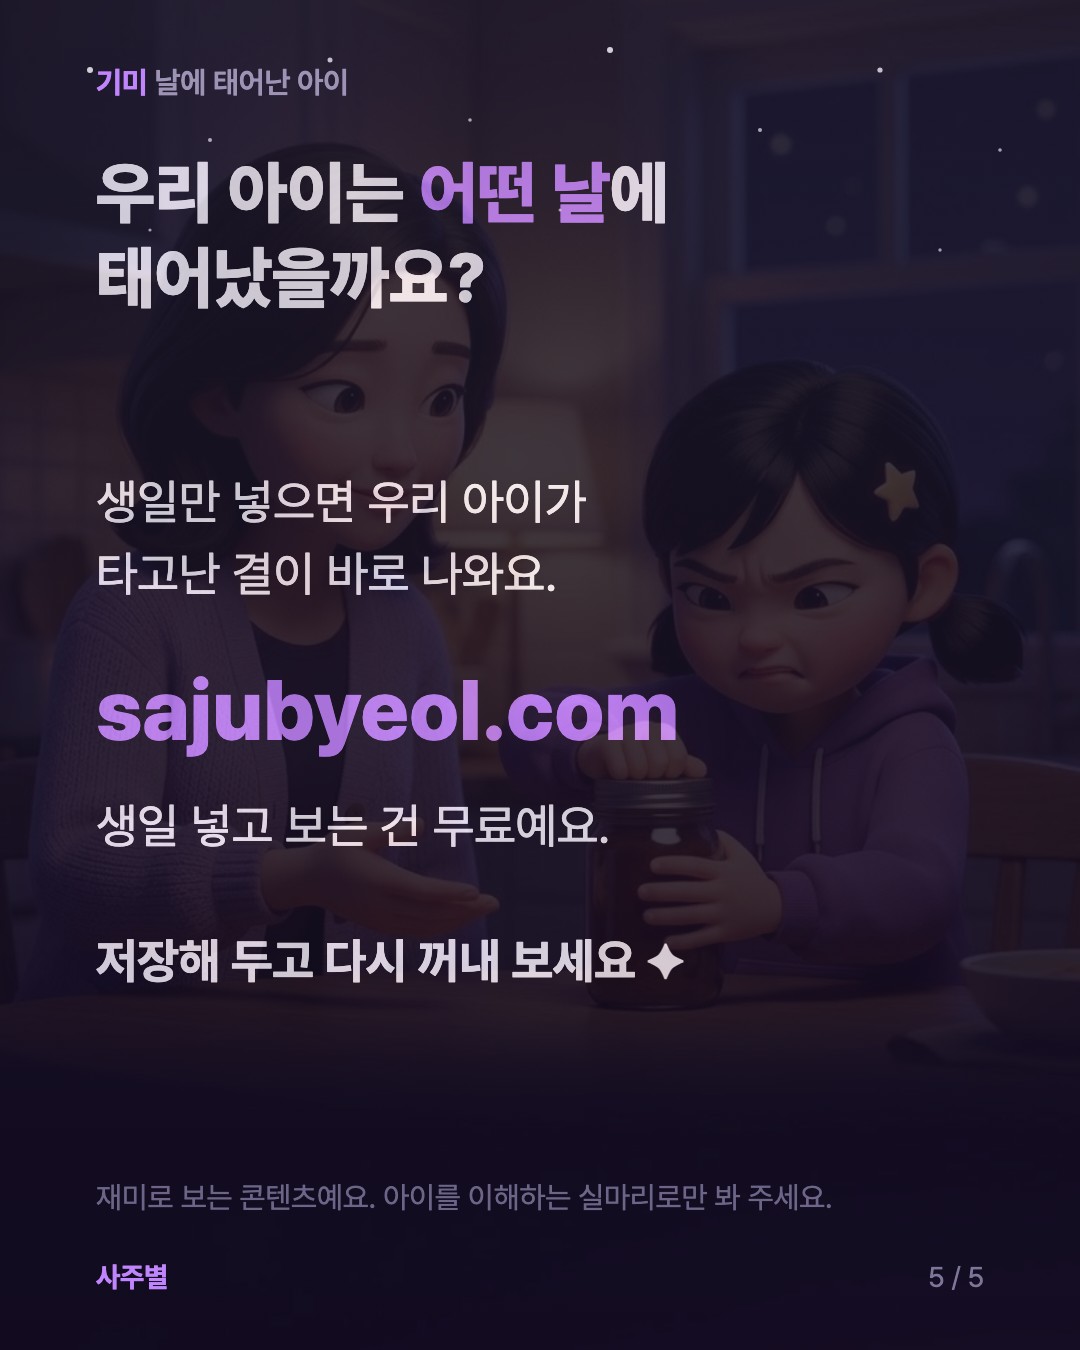 기미 날에 태어난 아이
우리 아이는 어떤 날에
태어났을까요?
생일만 넣으면 우리 아이가
타고난 결이 바로 나와요.
sajubyeol.com
생일 넣고 보는 건 무료예요.
저장해 두고 다시 꺼내 보세요 ✦
재미로 보는 콘텐츠예요. 아이를 이해하는 실마리로만 봐 주세요.
사주별
5 / 5